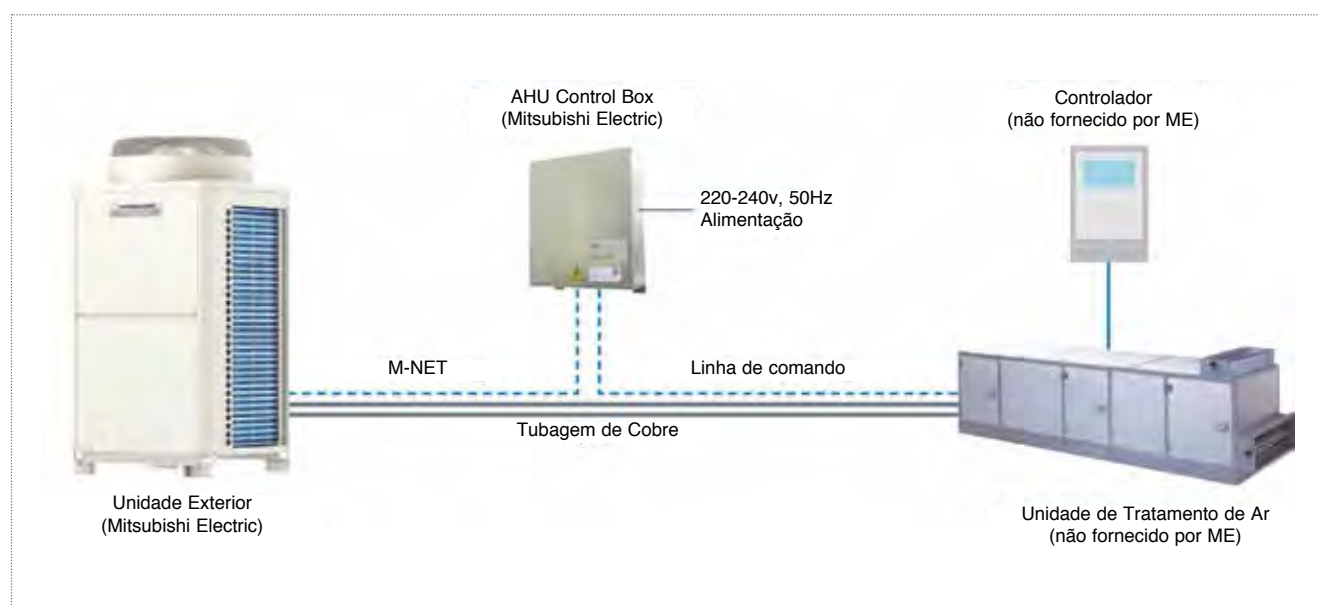 AHU Control Box
(Mitsubishi Electric)
Controlador
(não fornecido por ME)
220-240v, 50Hz
Alimentação
M-NET
Linha de comando
Tubagem de Cobre
Unidade Exterior
(Mitsubishi Electric)
Unidade de Tratamento de Ar
(não fornecido por ME)